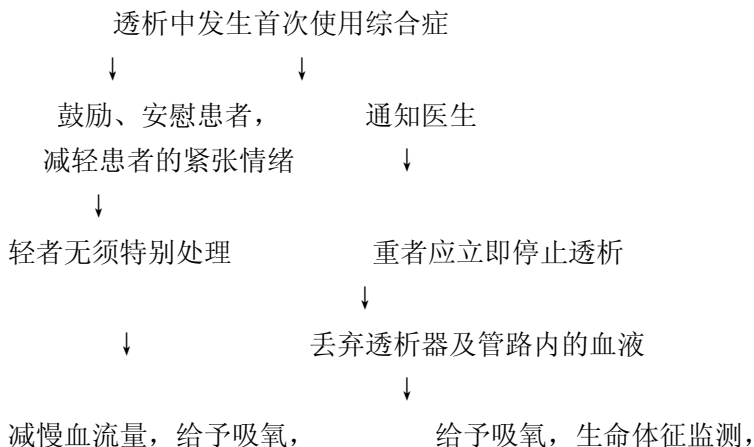 透析中发生首次使用综合症
↓ ↓
鼓励、安慰患者， 通知医生
减轻患者的紧张情绪 ↓
↓
轻者无须特别处理 重者应立即停止透析
↓
↓ 丢弃透析器及管路内的血液
↓
减慢血流量，给予吸氧， 给予吸氧，生命体征监测，